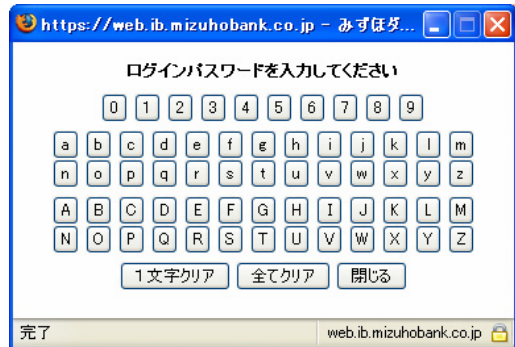 https://web.ib.mizuhobank.co.jp - みずほダ...
ログインパスワードを入力してください
0 1 2 3 4 5 6 7 8 9
a b c d e f g h i j k l m
n o p q r s t u v w x y z
A B C D E F G H I J K L M
N O P Q R S T U V W X Y Z
1文字クリア 全てクリア 閉じる
完了 web.ib.mizuhobank.co.jp